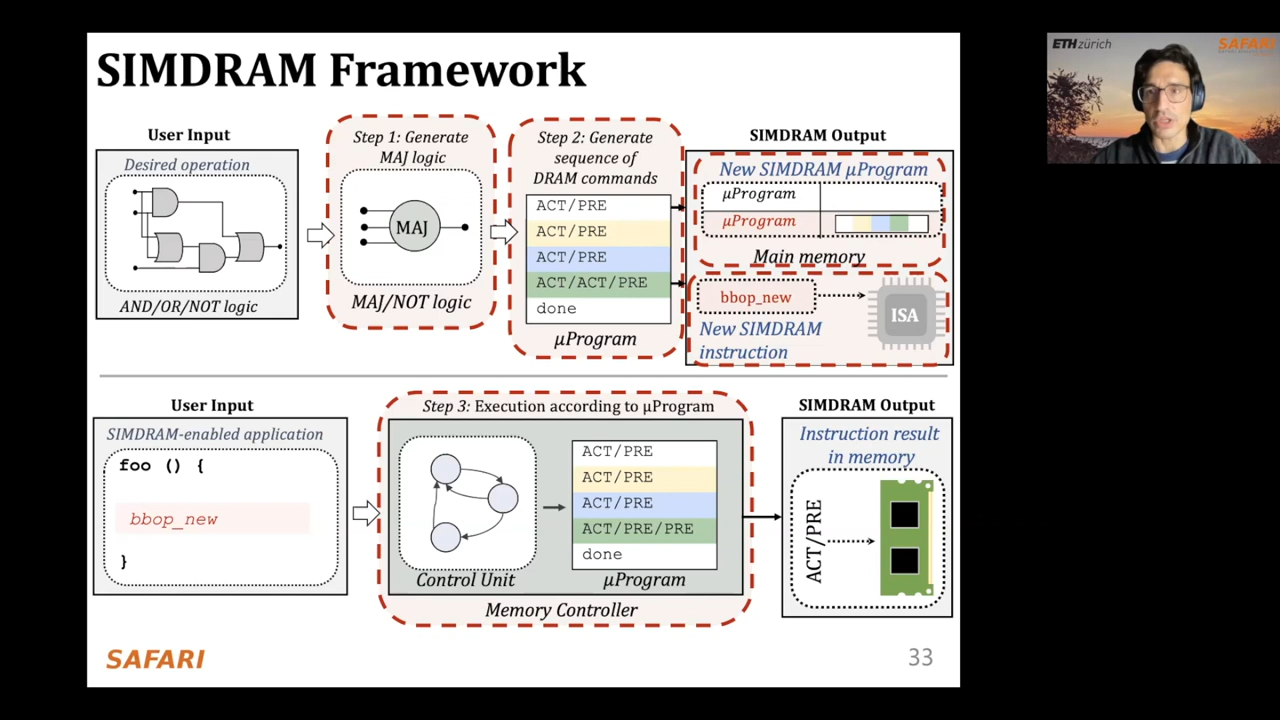 SIMDRAM Framework
User Input
Desired operation
AND/OR/NOT logic
Step 1: Generate
MAJ logic
MAJ
MAJ/NOT logic
Step 2: Generate
sequence of
DRAM commands
ACT/PRE
ACT/PRE
ACT/PRE
ACT/ACT/PRE
done
µProgram
SIMDRAM Output
New SIMDRAM µProgram
µProgram
µProgram
Main memory
bbop_new
ISA
New SIMDRAM
instruction
User Input
SIMDRAM-enabled application
foo () {
bbop_new
}
Step 3: Execution according to µProgram
Control Unit
ACT/PRE
ACT/PRE
ACT/PRE
ACT/PRE/PRE
done
µProgram
Memory Controller
SIMDRAM Output
Instruction result
in memory
ACT/PRE
SAFARI
33
ETH zürich
SAFARI